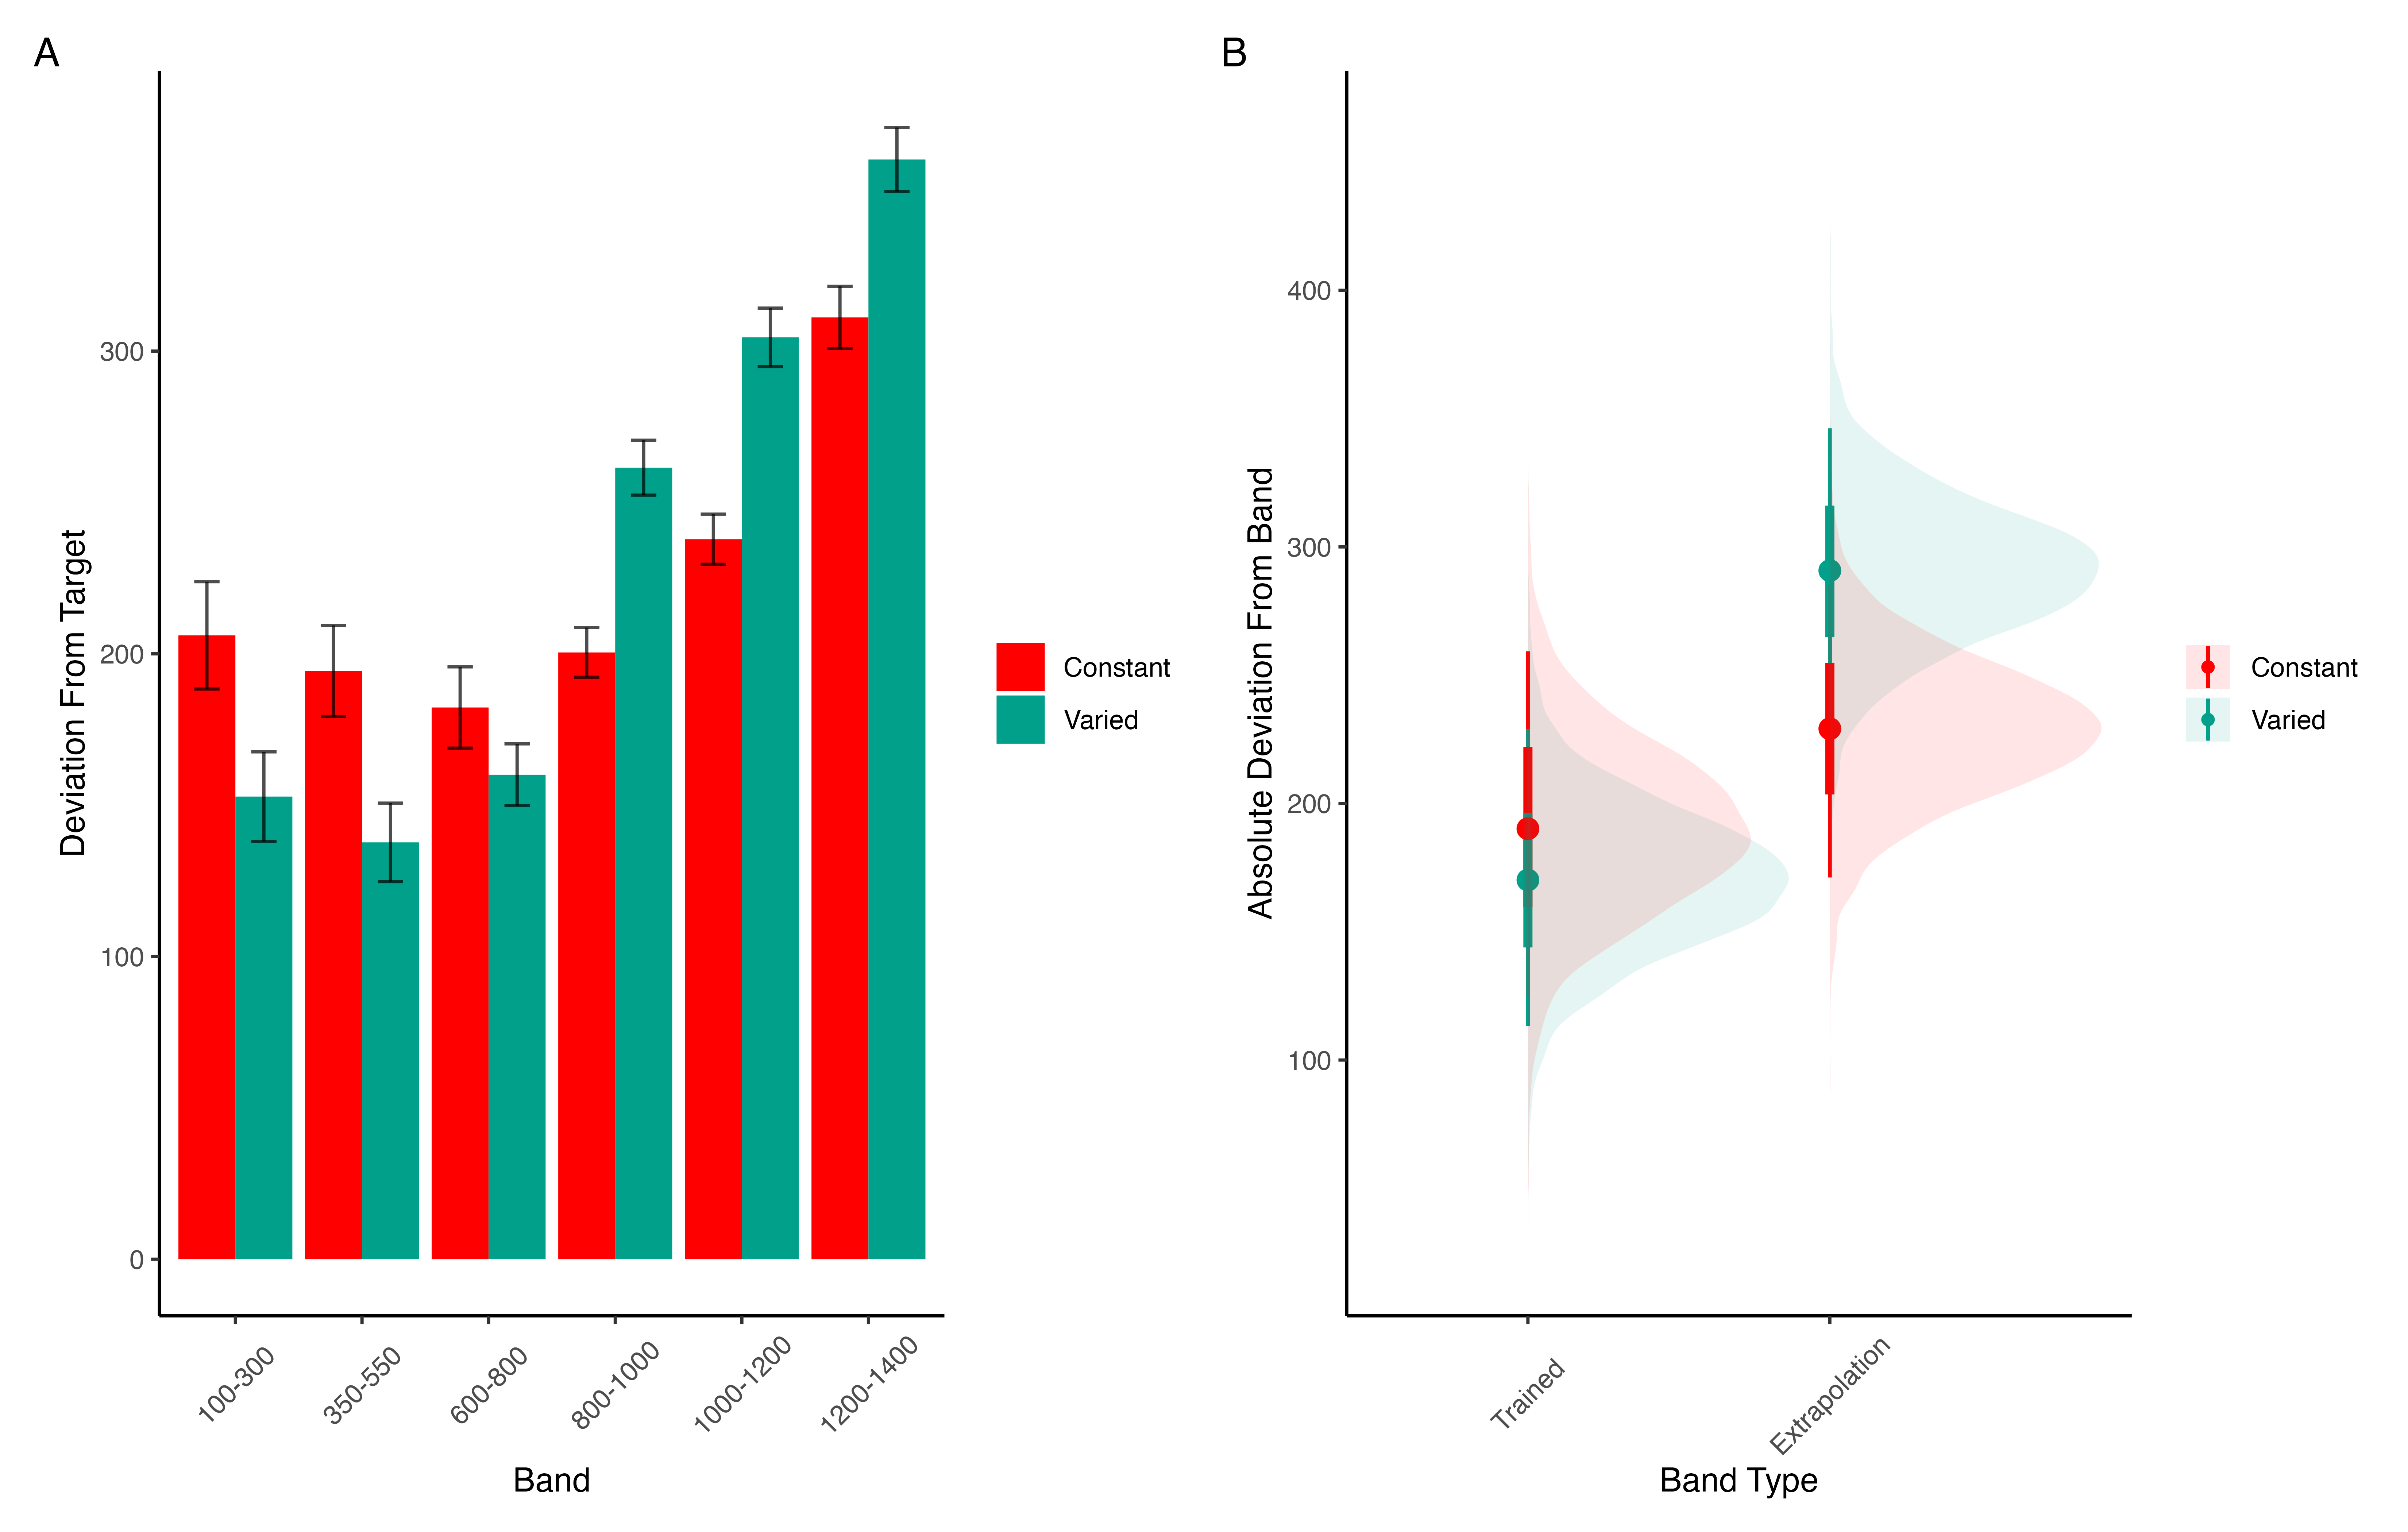 A
Deviation From Target
300
200
100
0
100-300
350-550
600-800
800-1000
1000-1200
1200-1400
Band
Constant
Varied
B
Absolute Deviation From Band
400
300
200
100
Trained
Extrapolation
Band Type
Constant
Varied